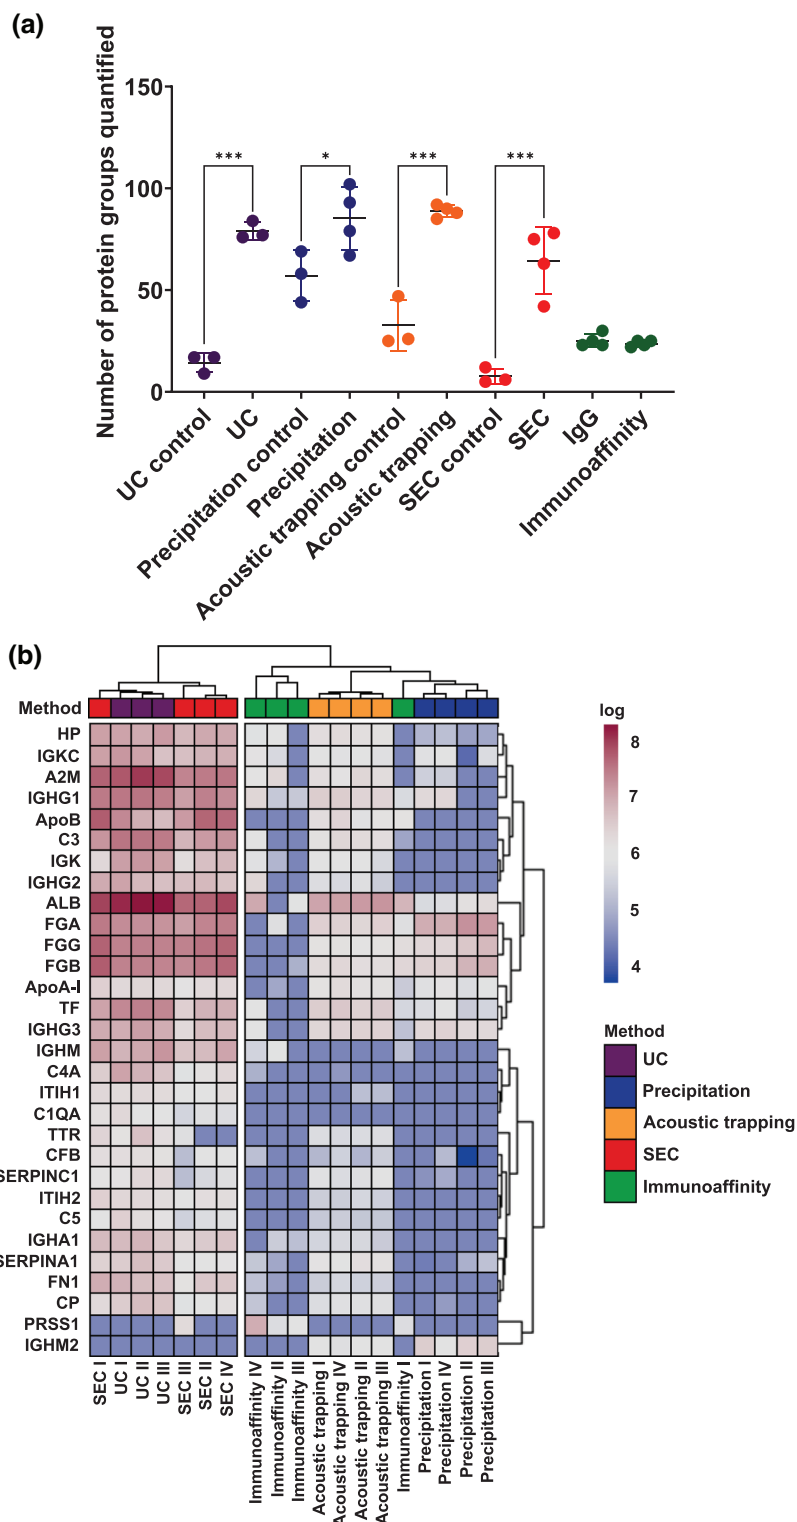 (a)
Number of protein groups quantified
150
100
50
0
***
*
***
***
UC control
UC
Precipitation control
Precipitation
Acoustic trapping control
Acoustic trapping
SEC control
SEC
IgG
Immunoaffinity
(b)
Method
HP
IGKC
A2M
IGHG1
ApoB
C3
IGK
IGHG2
ALB
FGA
FGG
FGB
ApoA-I
TF
IGHG3
IGHM
C4A
ITIH1
C1QA
TTR
CFB
SERPINC1
ITIH2
C5
IGHA1
SERPINA1
FN1
CP
PRSS1
IGHM2
SEC I
UC I
UC II
UC III
SEC III
SEC II
SEC IV
Immunoaffinity IV
Immunoaffinity II
Immunoaffinity III
Acoustic trapping I
Acoustic trapping IV
Acoustic trapping II
Acoustic trapping III
Immunoaffinity I
Precipitation I
Precipitation IV
Precipitation II
Precipitation III
log
8
7
6
5
4
Method
UC
Precipitation
Acoustic trapping
SEC
Immunoaffinity